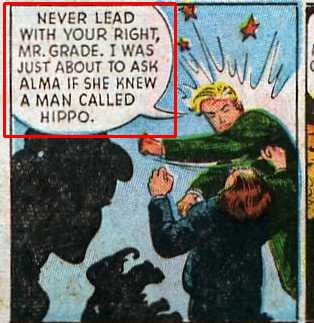 NEVER LEAD
WITH YOUR RIGHT,
MR. GRADE. I WAS
JUST ABOUT TO ASK
ALMA IF SHE KNEW
A MAN CALLED
HIPPO.